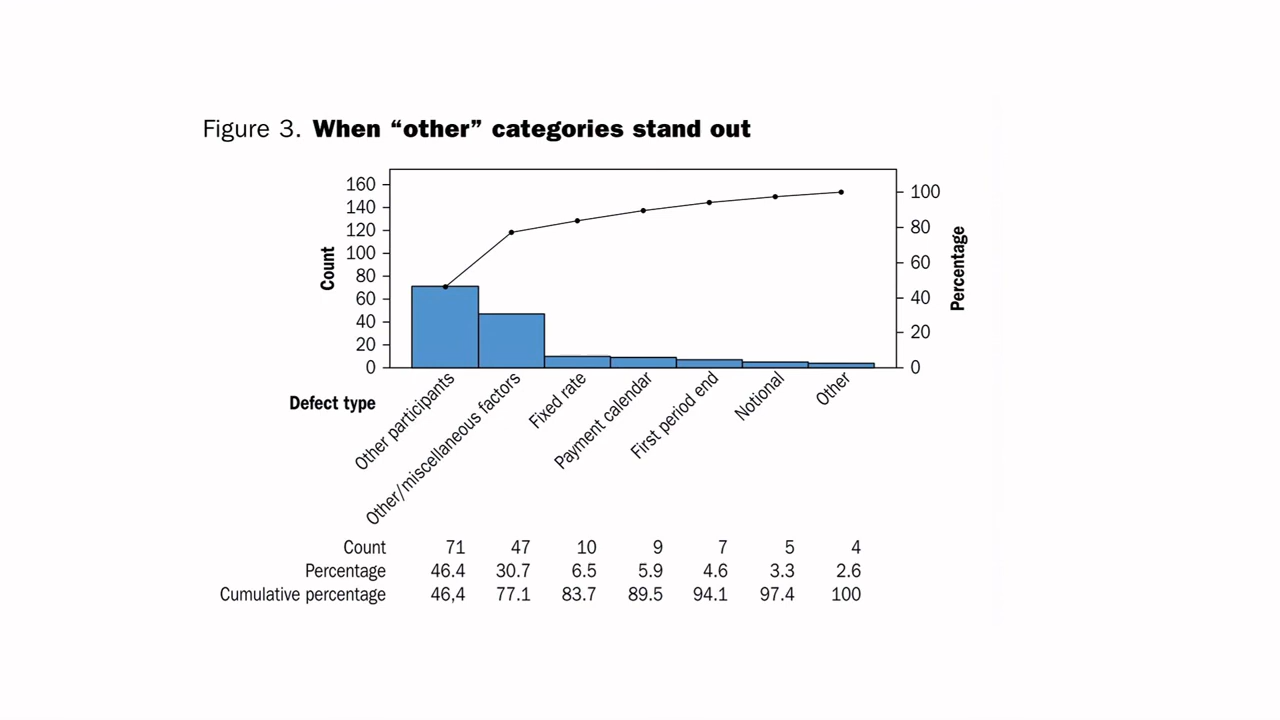 Figure 3. When “other” categories stand out
160
140
120
100
80
60
40
20
0
Count
100
80
60
40
20
0
Percentage
Defect type
Other participants
Other/miscellaneous factors
Fixed rate
Payment calendar
First period end
Notional
Other
Count 71 47 10 9 7 5 4
Percentage 46.4 30.7 6.5 5.9 4.6 3.3 2.6
Cumulative percentage 46,4 77.1 83.7 89.5 94.1 97.4 100